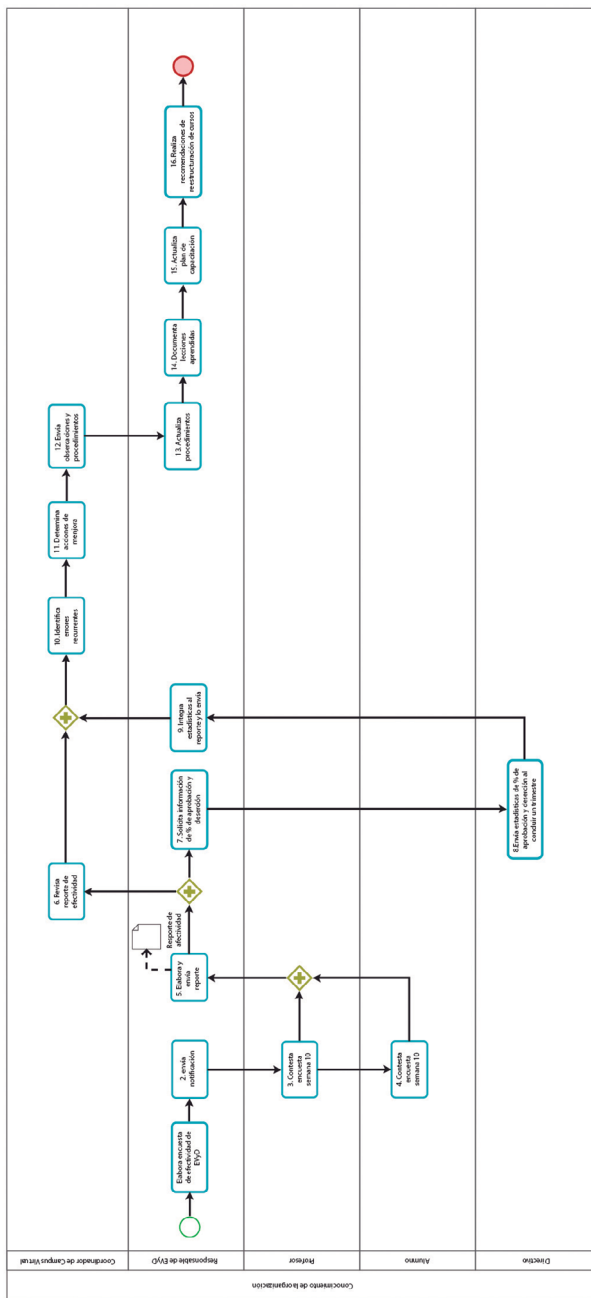 Conocimiento de la organización
Coordinador de Campus Virtual
Responsable de EVyD
Profesor
Alumno
Directivo
Elabora encuesta
de efectividad de
EVyD
2. envía
notificación
3. Contesta
encuesta
semana 10
4. Contesta
encuesta
semana 10
5. Elabora y
envía
reporte
Resporte de
afectividad
6. Revisa
reporte de
efectividad
7. Solicita información
de % de aprobación y
deserción
8.Envía estadísticas de % de
aprobación y deserción al
concluir un trimestre
9. Integra
estadísticas al
reporte y lo envía
10. Identifica
errores
recurrentes
11. Determina
acciones de
menjora
12. Envía
observaciones y
procedimientos
13. Actualiza
procedimientos
14. Documenta
lecciones
aprendidas
15. Actualiza
plan de
capacitación
16. Realiza
recomendaciones de
reestructuración de cursos